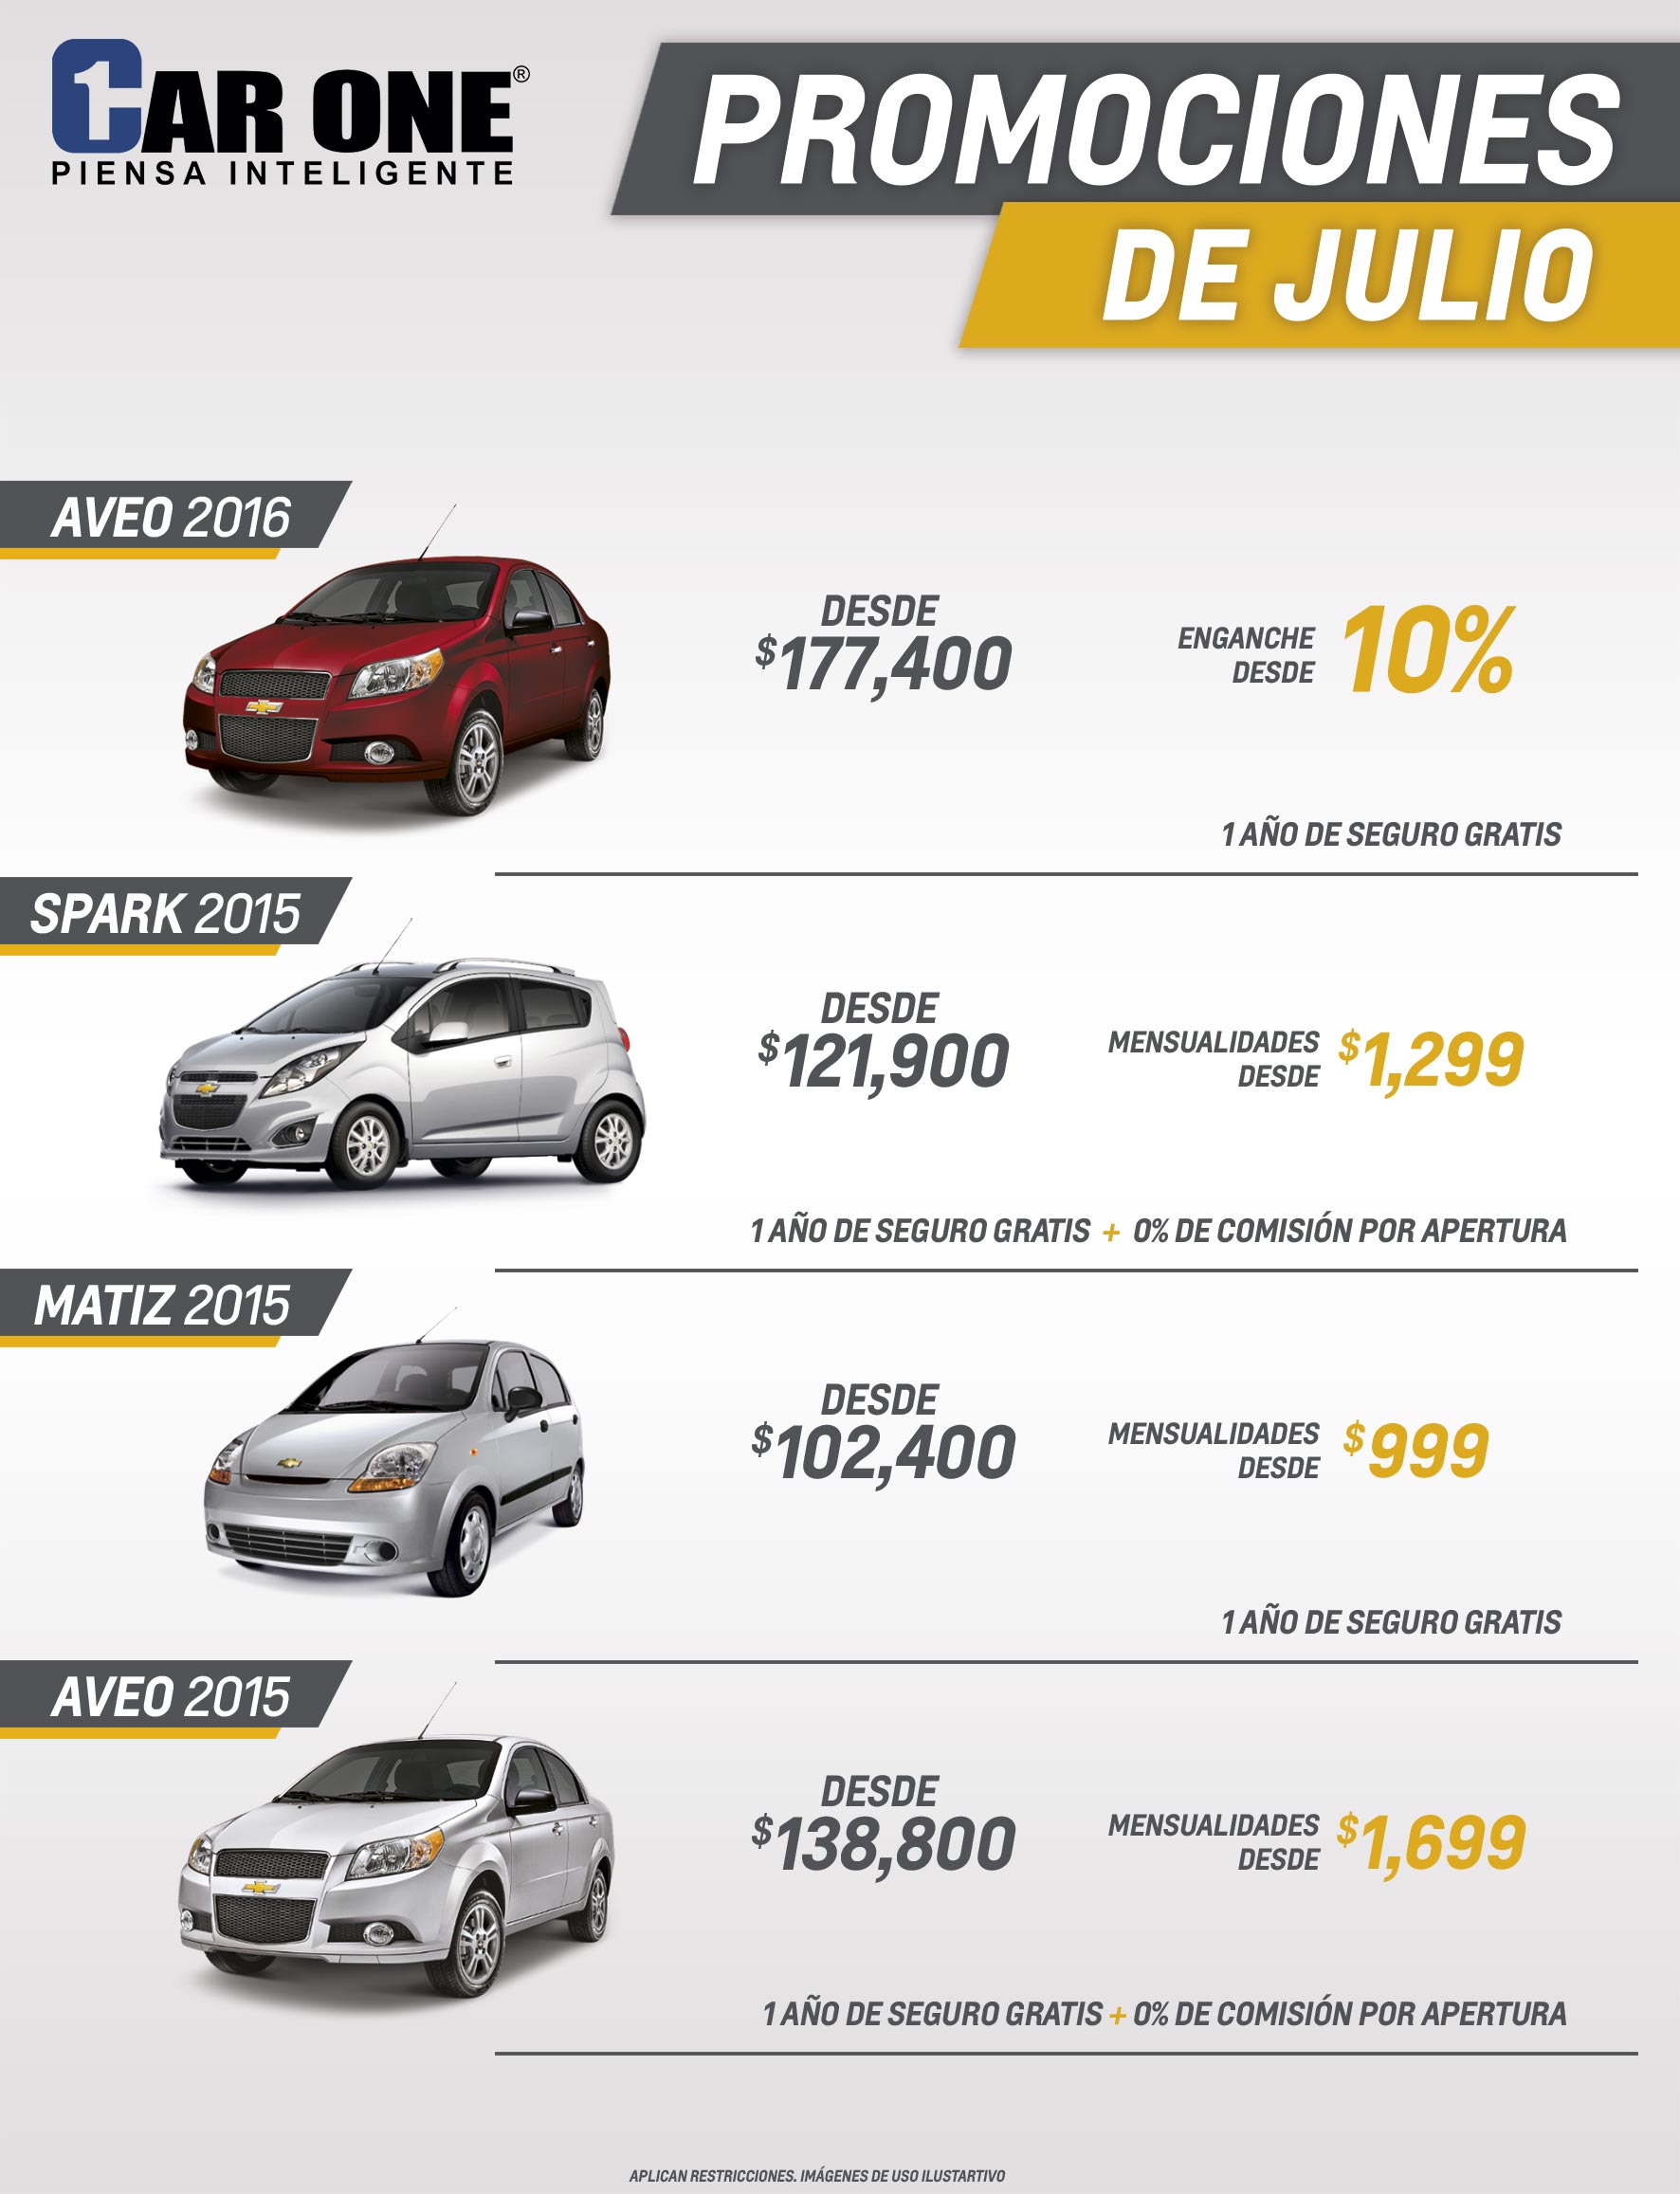 1CAR ONE®
PIENSA INTELIGENTE
PROMOCIONES
DE JULIO
AVEO 2016
DESDE
$177,400
ENGANCHE
DESDE
10%
1 AÑO DE SEGURO GRATIS
SPARK 2015
DESDE
$121,900
MENSUALIDADES
DESDE
$1,299
1 AÑO DE SEGURO GRATIS + 0% DE COMISIÓN POR APERTURA
MATIZ 2015
DESDE
$102,400
MENSUALIDADES
DESDE
$999
1 AÑO DE SEGURO GRATIS
AVEO 2015
DESDE
$138,800
MENSUALIDADES
DESDE
$1,699
1 AÑO DE SEGURO GRATIS + 0% DE COMISIÓN POR APERTURA
APLICAN RESTRICCIONES. IMÁGENES DE USO ILUSTARTIVO